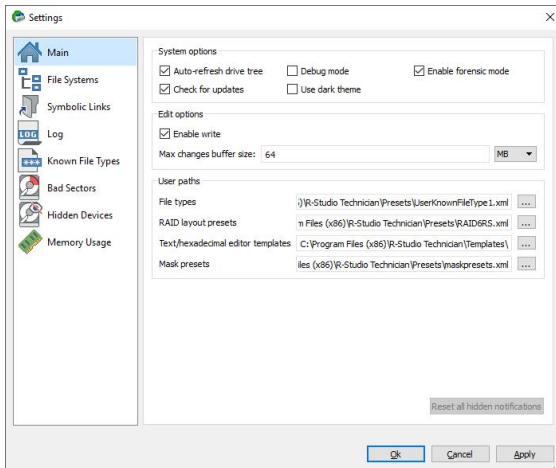 Settings
Main
File Systems
Symbolic Links
LOG
Log
Known File Types
Bad Sectors
Hidden Devices
Memory Usage
System options
Auto-refresh drive tree Debug mode Enable forensic mode
Check for updates Use dark theme
Edit options
Enable write
Max changes buffer size: 64 MB
User paths
File types ;)\R-Studio Technician\Presets\UserKnownFileType1.xml ...
RAID layout presets m Files (x86)\R-Studio Technician\Presets\RAID6RS.xml ...
Text/hexadecimal editor templates C:\Program Files (x86)\R-Studio Technician\Templates\ ...
Mask presets iles (x86)\R-Studio Technician\Presets\maskpresets.xml ...
Reset all hidden notifications
Ok Cancel Apply